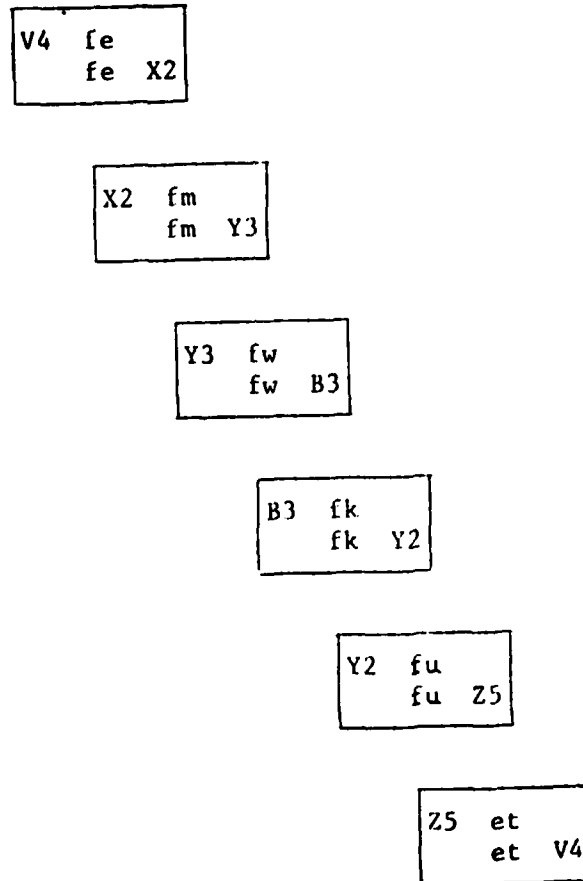 V4 fe
fe X2
X2 fm
fm Y3
Y3 fw
fw B3
B3 fk
fk Y2
Y2 fu
fu Z5
Z5 et
et V4